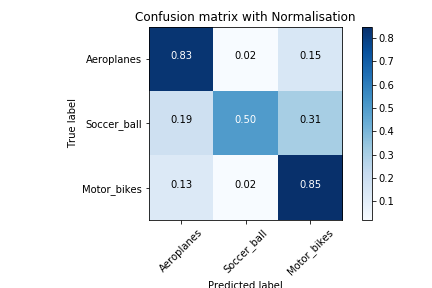 Confusion matrix with Normalisation
Aeroplanes 0.83 0.02 0.15
Soccer_ball 0.19 0.50 0.31
Motor_bikes 0.13 0.02 0.85
True label
Aeroplanes Soccer_ball Motor_bikes
Predicted label
0.8
0.7
0.6
0.5
0.4
0.3
0.2
0.1